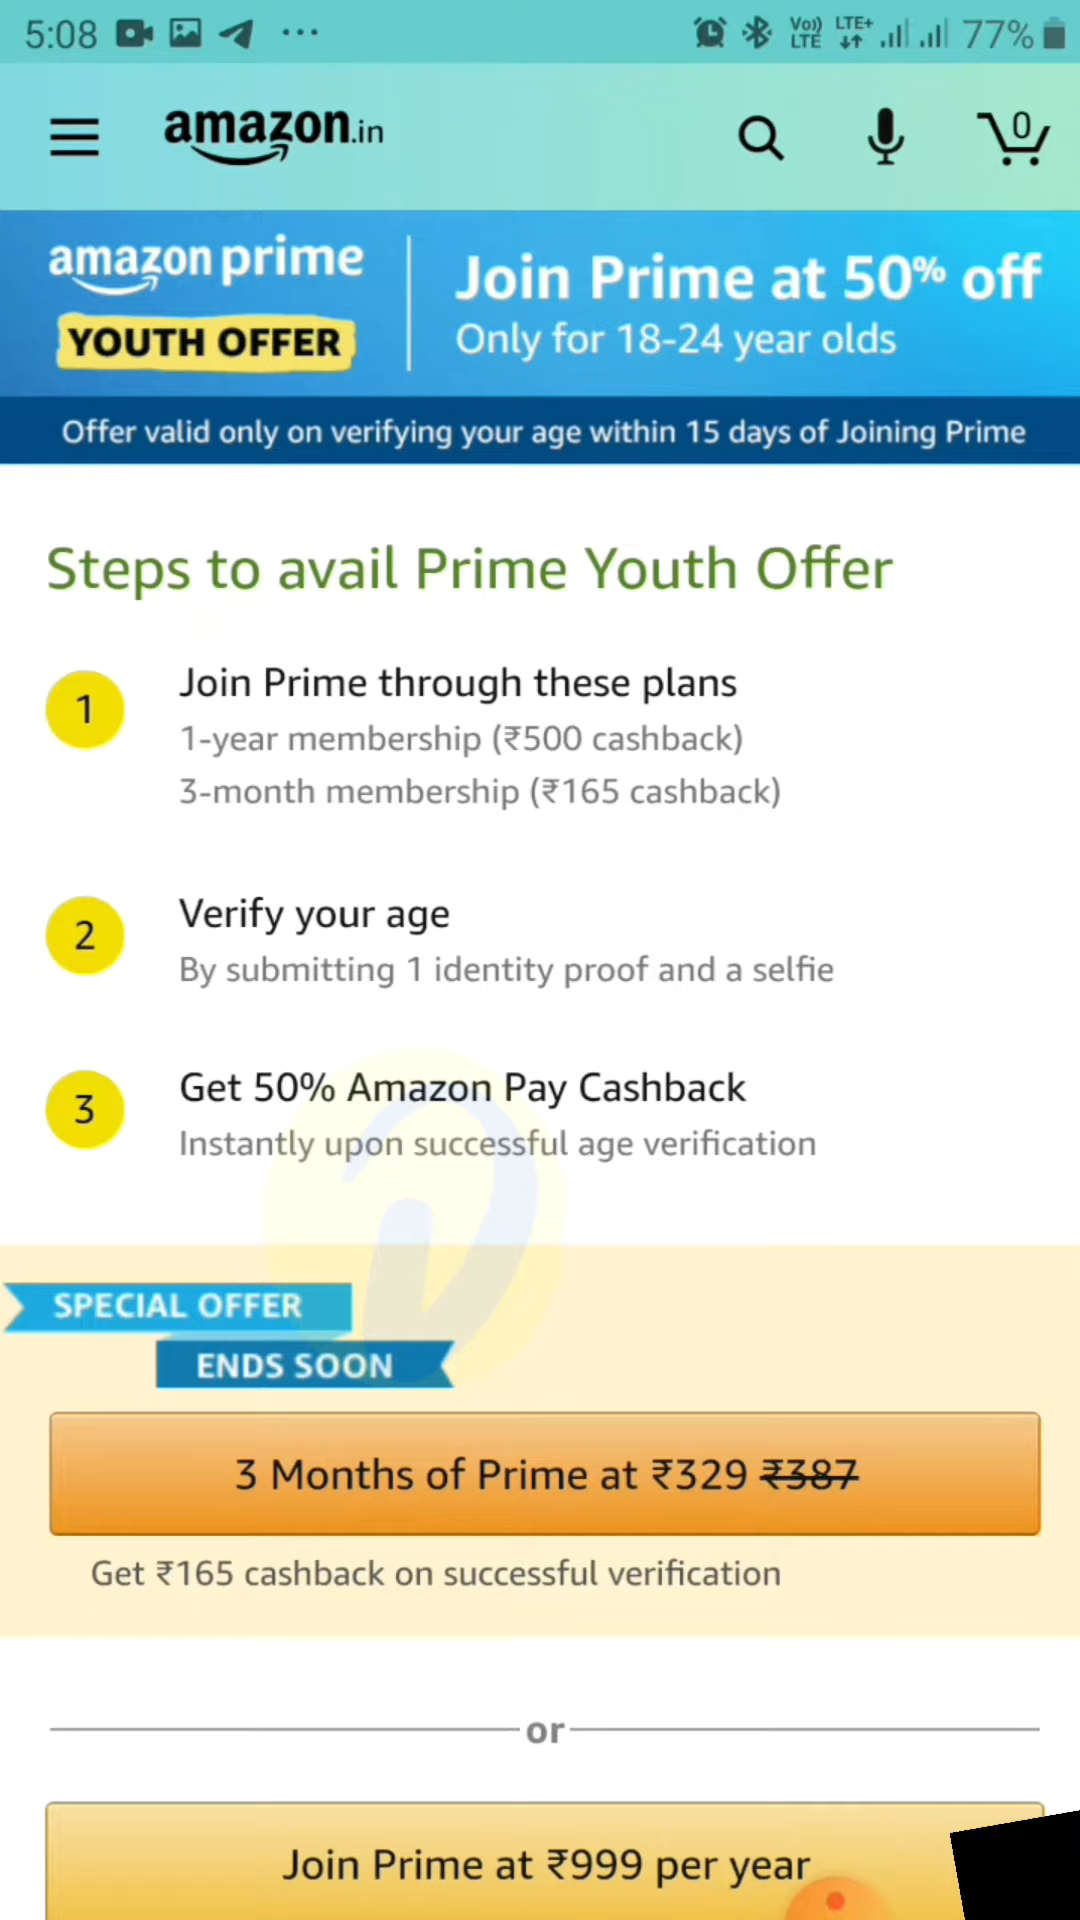 5:08 ... Vo)) LTE LTE+ 77%
amazon.in 0
amazon prime
YOUTH OFFER
Join Prime at 50% off
Only for 18-24 year olds
Offer valid only on verifying your age within 15 days of Joining Prime
Steps to avail Prime Youth Offer
1 Join Prime through these plans
1-year membership (₹500 cashback)
3-month membership (₹165 cashback)
2 Verify your age
By submitting 1 identity proof and a selfie
3 Get 50% Amazon Pay Cashback
Instantly upon successful age verification
SPECIAL OFFER
ENDS SOON
3 Months of Prime at ₹329 ₹387
Get ₹165 cashback on successful verification
or
Join Prime at ₹999 per year